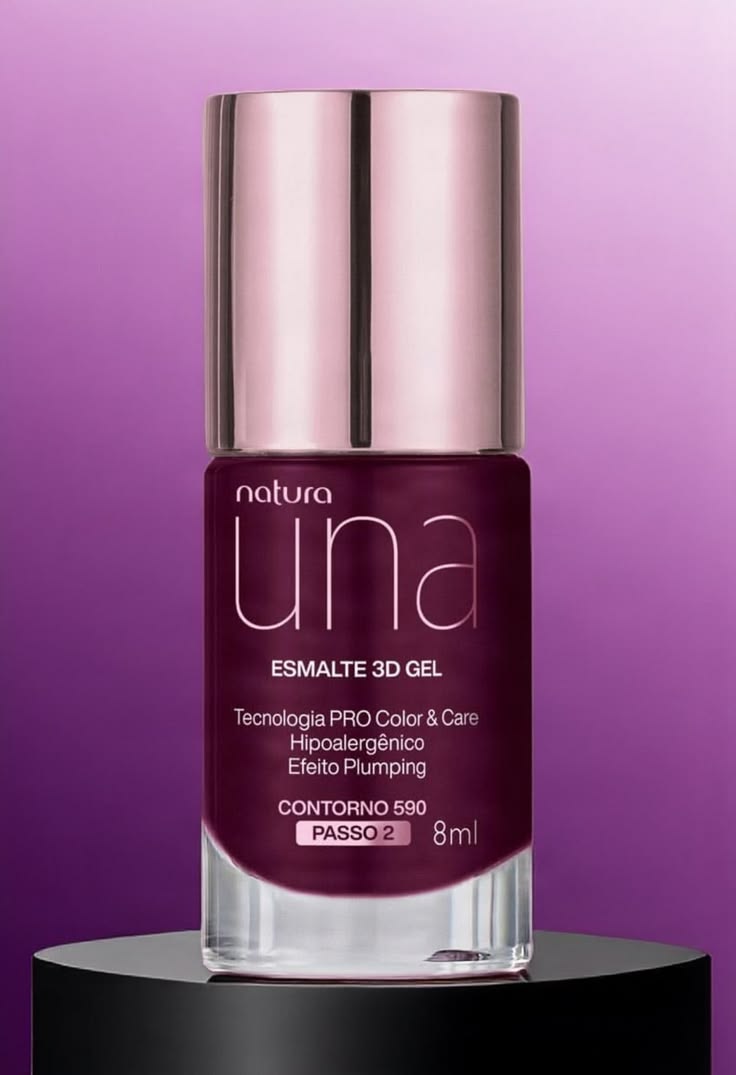 natura
una
ESMALTE 3D GEL
Tecnologia PRO Color & Care
Hipoalergênico
Efeito Plumping
CONTORNO 590
PASSO 2 8ml